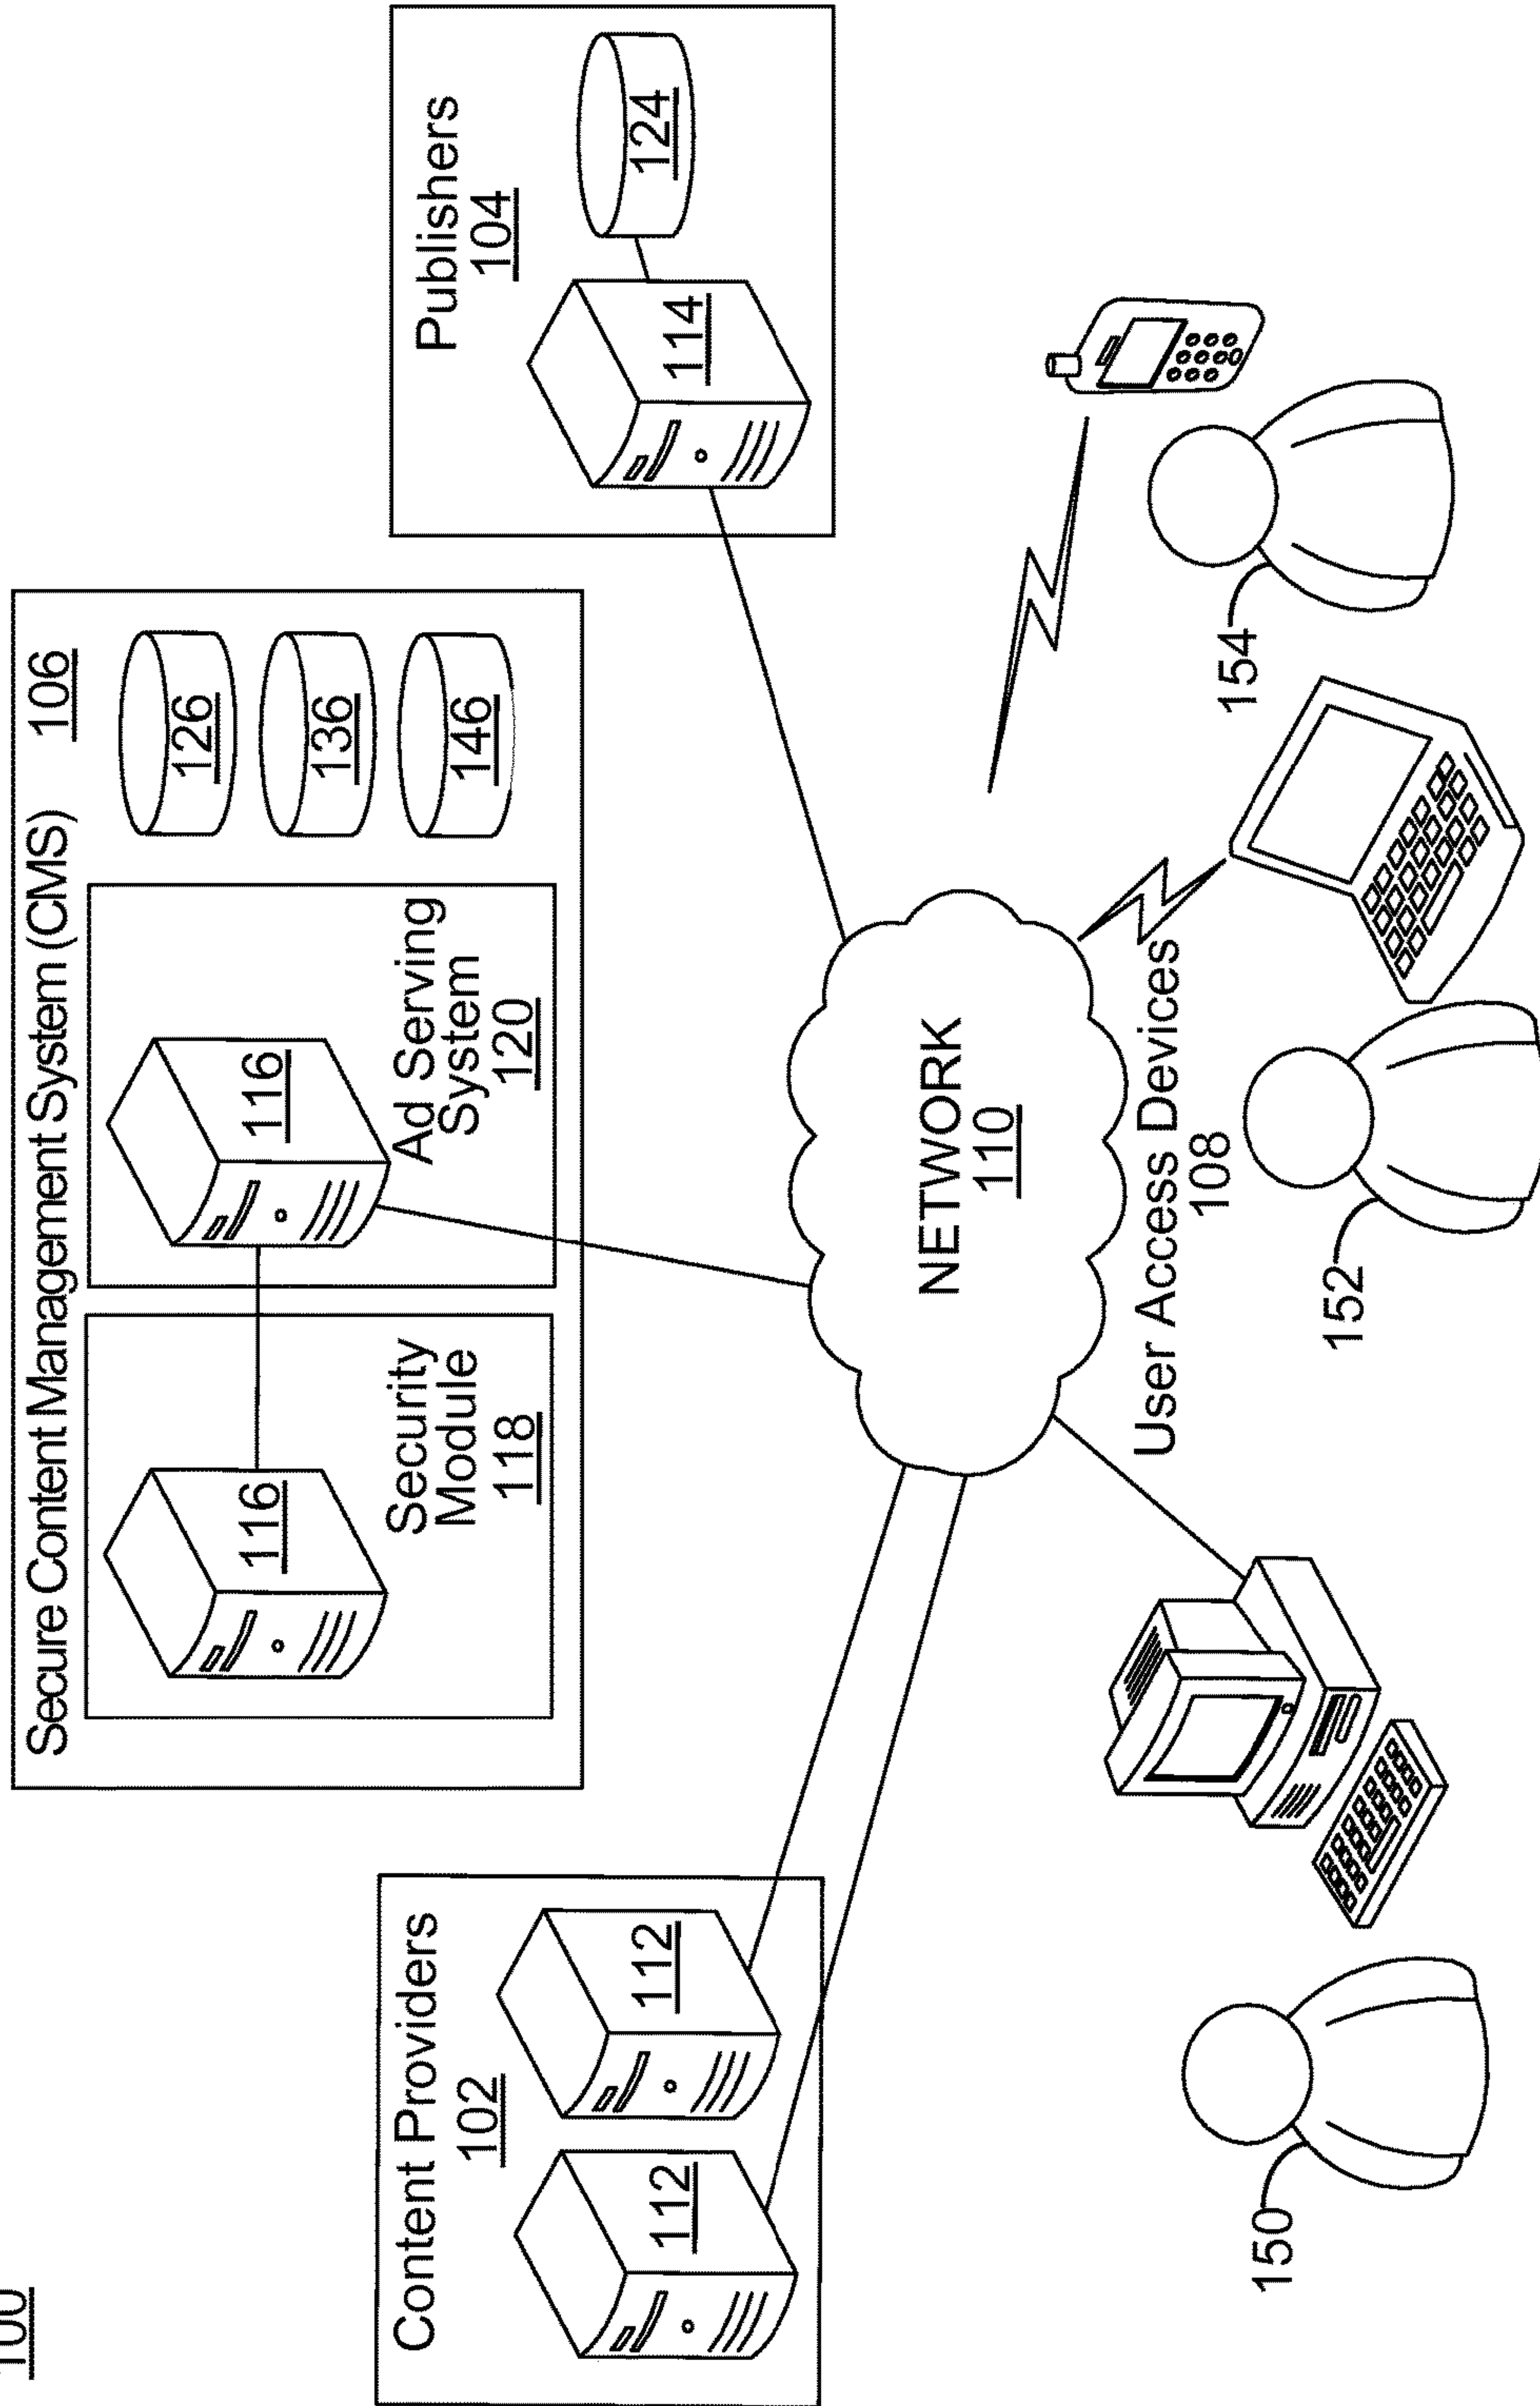 100
Secure Content Management System (CMS) 106
116
Security
Module
118
116
Ad Serving
System
120
126
136
146
Content Providers
102
112
112
Publishers
104
114
124
NETWORK
110
User Access Devices
108
150
152
154